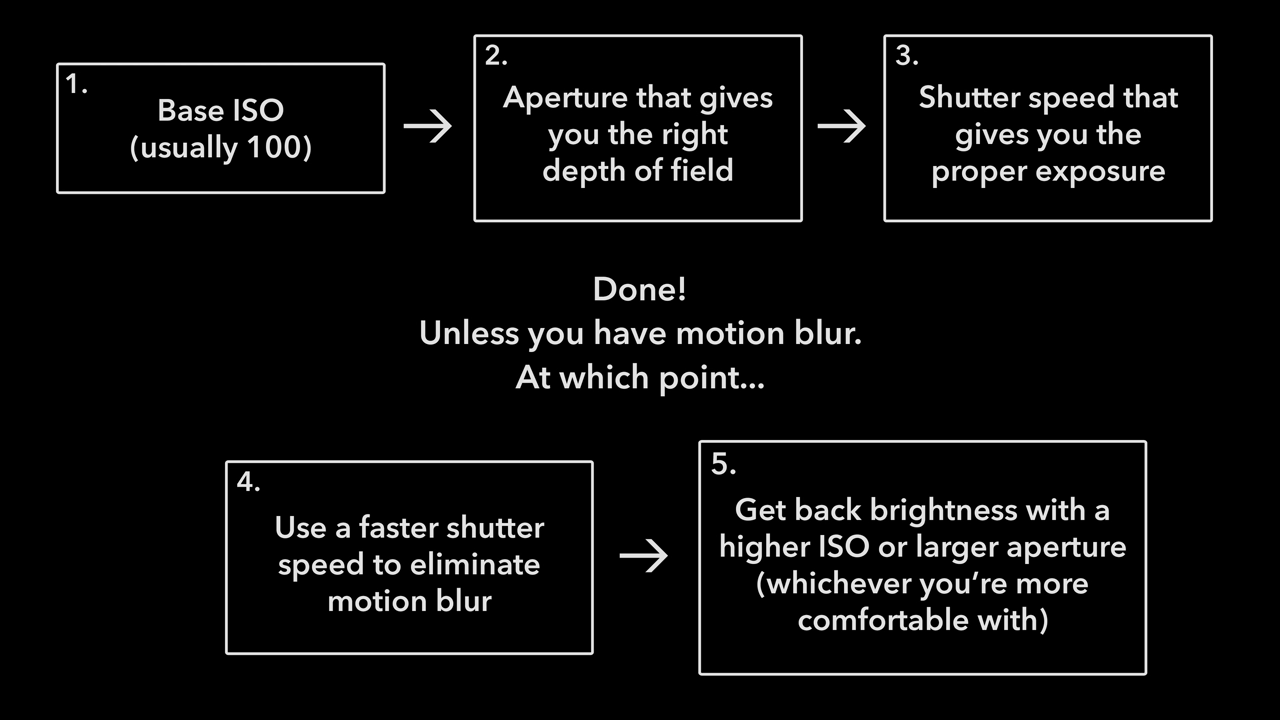 1.
Base ISO
(usually 100)
2.
Aperture that gives
you the right
depth of field
3.
Shutter speed that
gives you the
proper exposure
Done!
Unless you have motion blur.
At which point...
4.
Use a faster shutter
speed to eliminate
motion blur
5.
Get back brightness with a
higher ISO or larger aperture
(whichever you’re more
comfortable with)